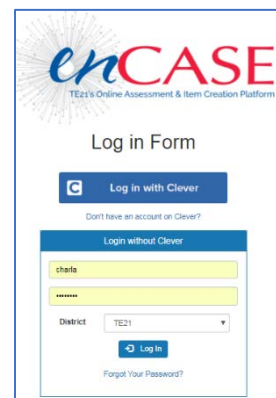 enCASE
TE21's Online Assessment & Item Creation Platform
Log in Form
C Log in with Clever
Don't have an account on Clever?
Login without Clever
charla
••••••••
District TE21
Log In
Forgot Your Password?